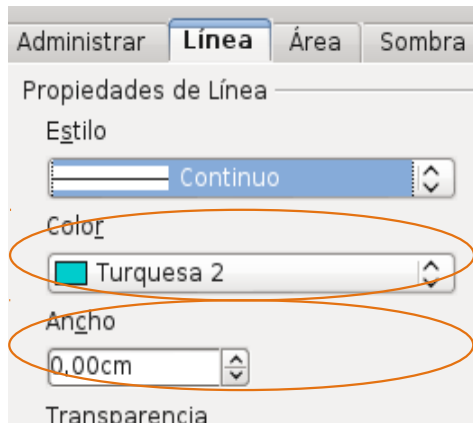 Administrar Línea Área Sombra
Propiedades de Línea
Estilo
Continuo
Color
Turquesa 2
Ancho
0,00cm
Transparencia